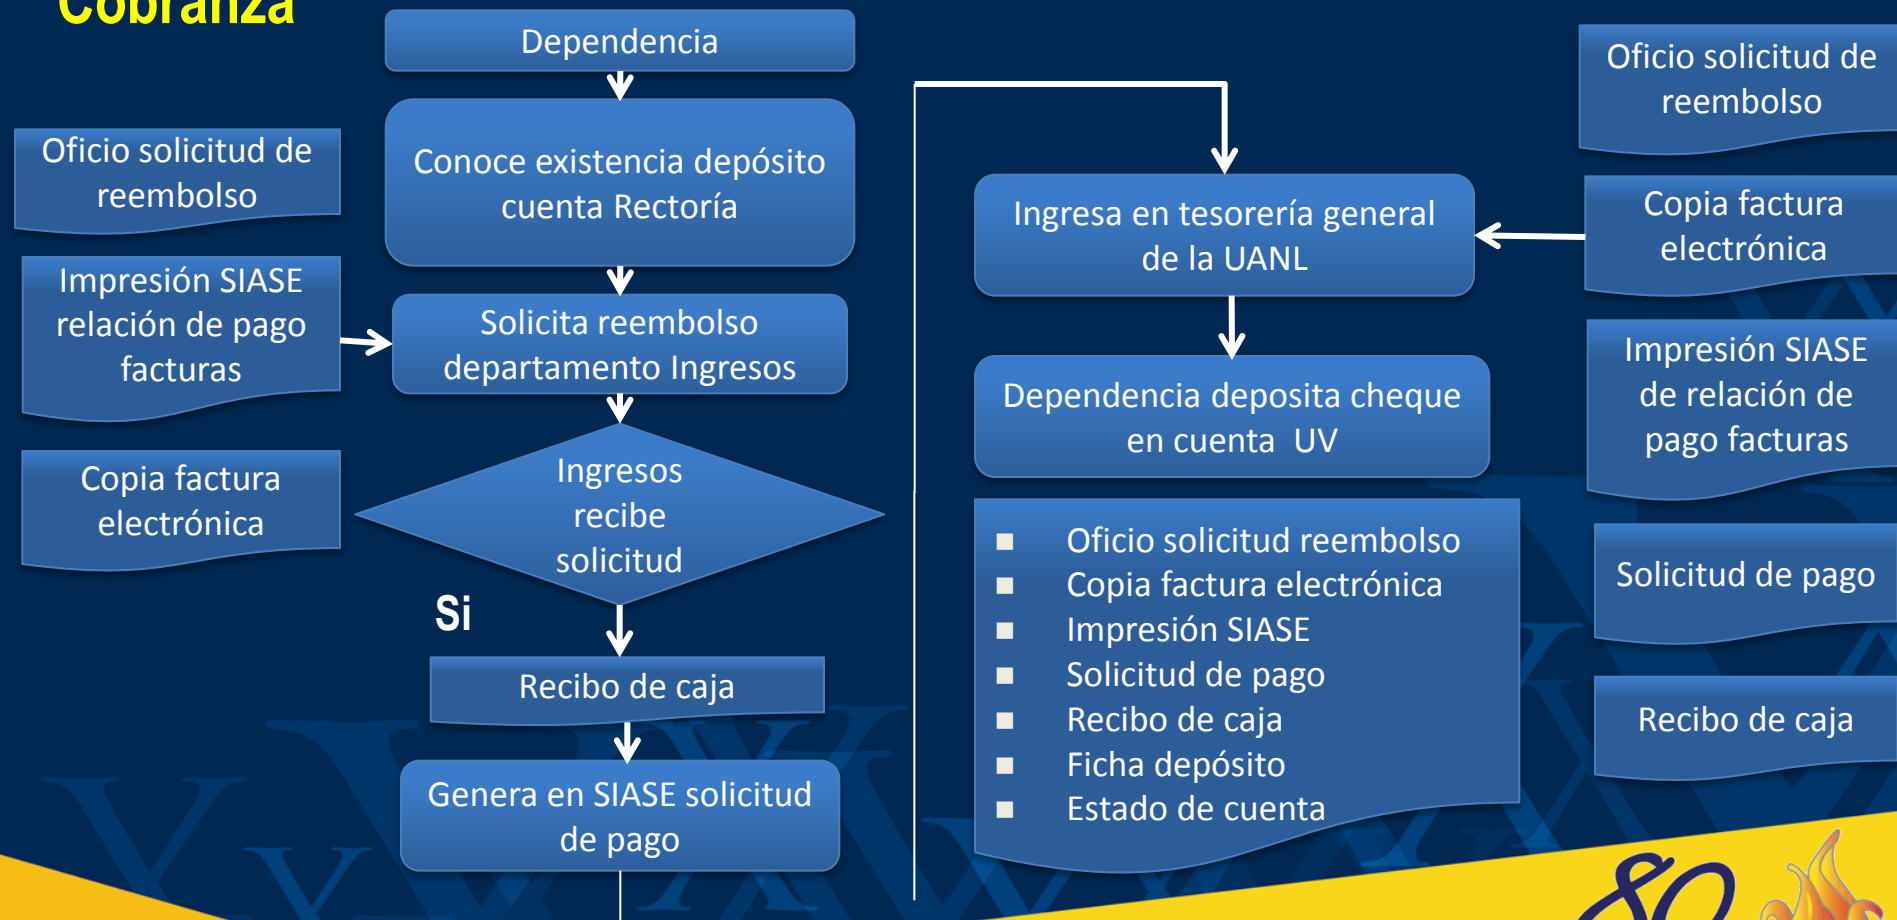 Cobranza
Dependencia
Conoce existencia depósito
cuenta Rectoría
Oficio solicitud de
reembolso
Impresión SIASE
relación de pago
facturas
Solicita reembolso
departamento Ingresos
Copia factura
electrónica
Ingresos
recibe
solicitud
Si
Recibo de caja
Genera en SIASE solicitud
de pago
Ingresa en tesorería general
de la UANL
Dependencia deposita cheque
en cuenta UV
Oficio solicitud reembolso
Copia factura electrónica
Impresión SIASE
Solicitud de pago
Recibo de caja
Ficha depósito
Estado de cuenta
Oficio solicitud de
reembolso
Copia factura
electrónica
Impresión SIASE
de relación de
pago facturas
Solicitud de pago
Recibo de caja
80